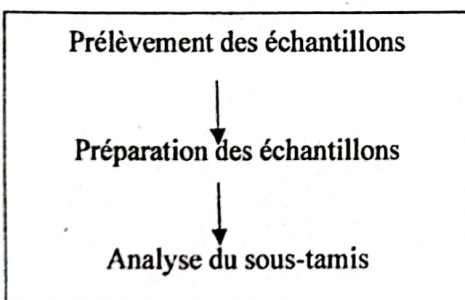 Prélèvement des échantillons
Préparation des échantillons
Analyse du sous-tamis